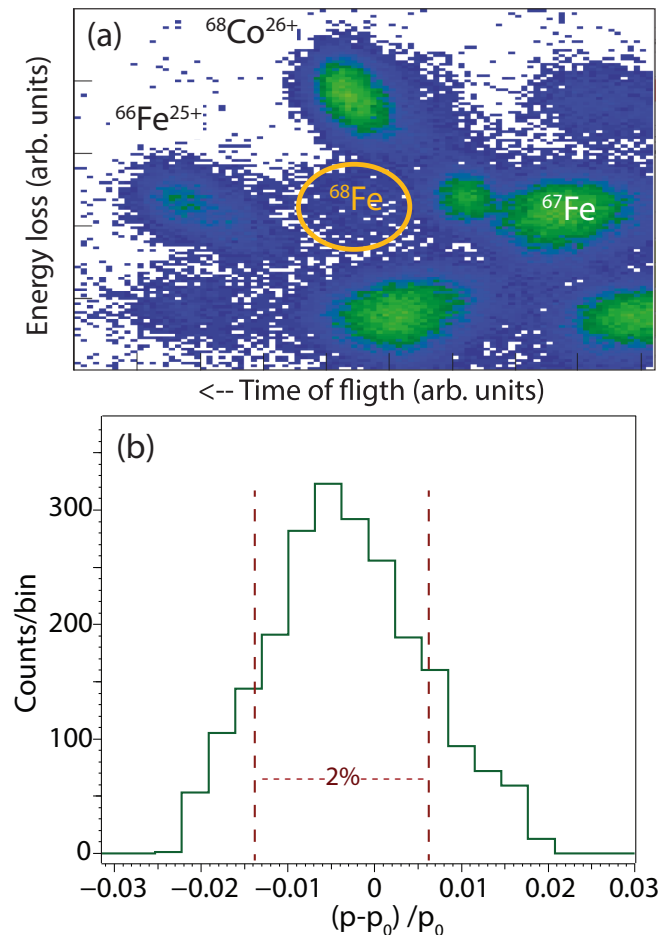 (a)
⁶⁸Co²⁶⁺
⁶⁶Fe²⁵⁺
⁶⁸Fe
⁶⁷Fe
Energy loss (arb. units)
<-- Time of fligth (arb. units)
(b)
300
200
100
0
Counts/bin
2%
−0.03 −0.02 −0.01 0 0.01 0.02 0.03
(p-p₀) /p₀